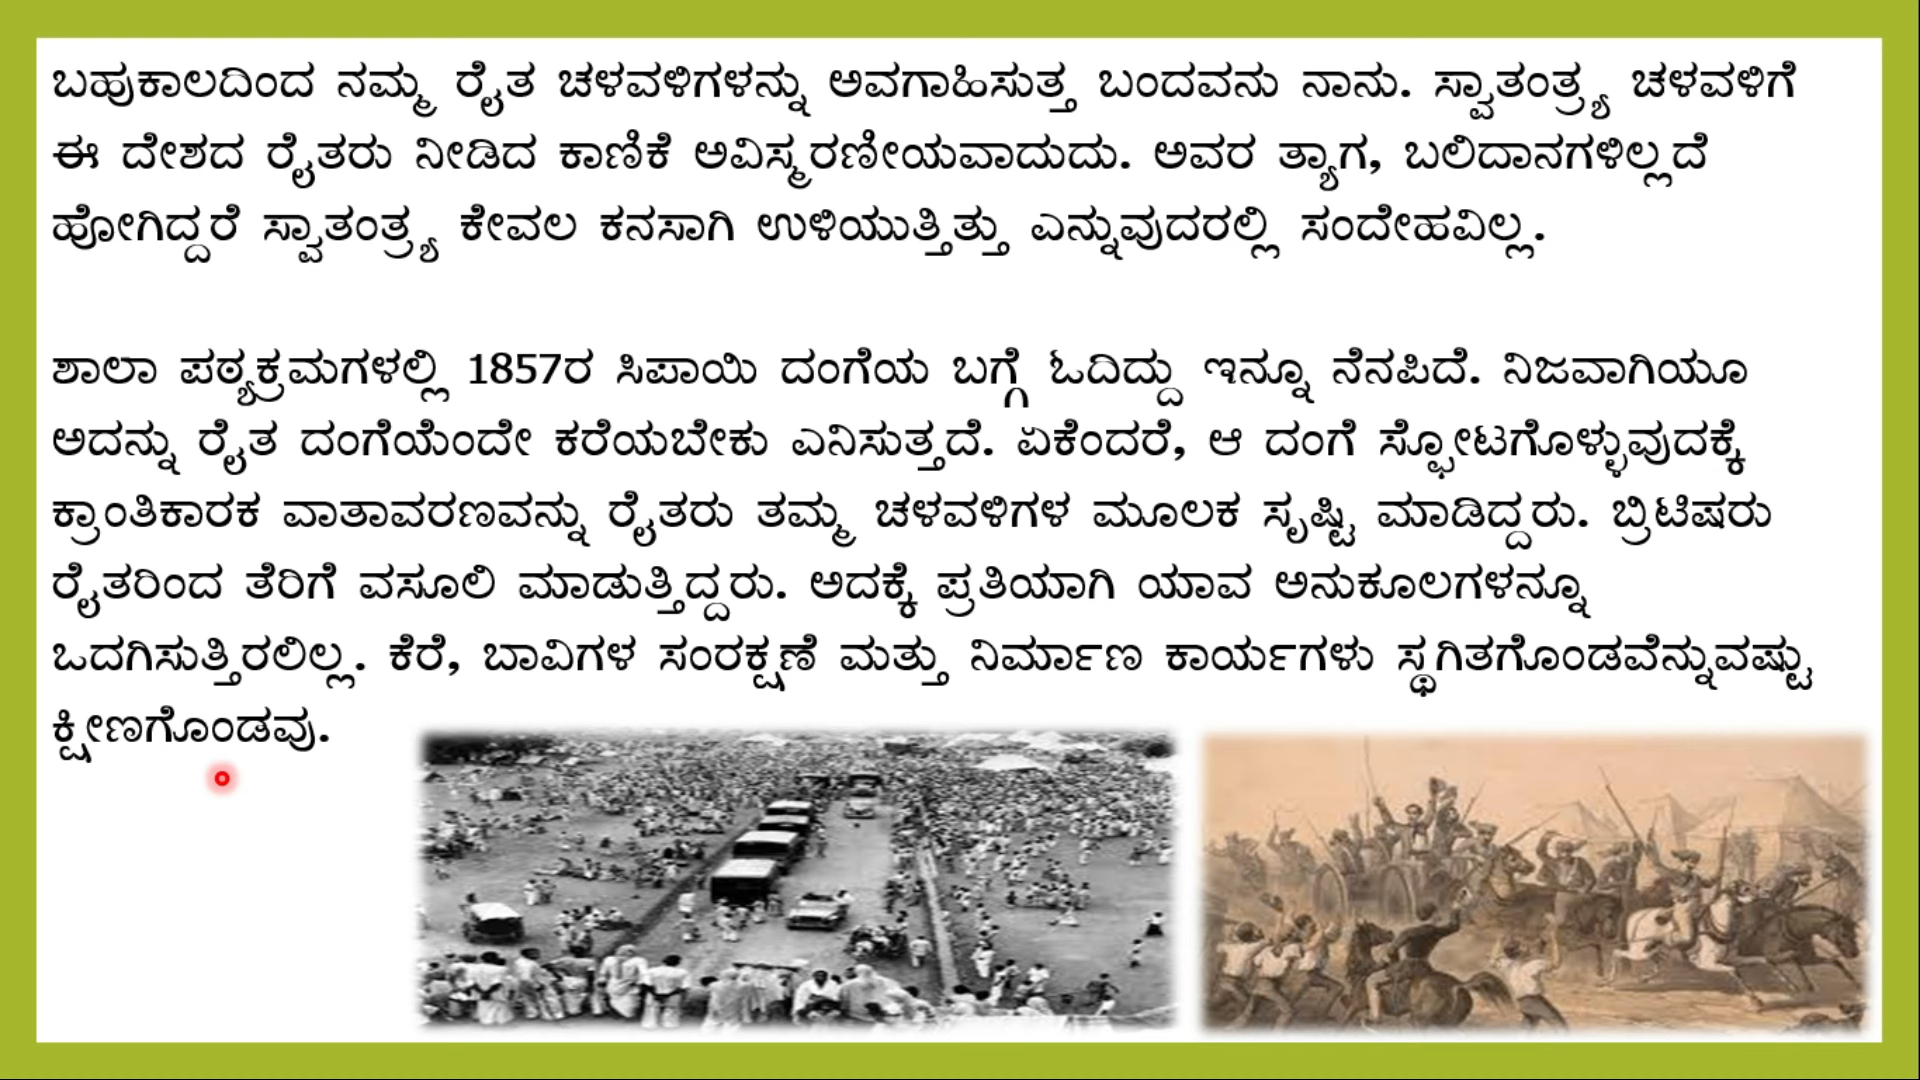 ಬಹುಕಾಲದಿಂದ ನಮ್ಮ ರೈತ ಚಳವಳಿಗಳನ್ನು ಅವಗಾಹಿಸುತ್ತ ಬಂದವನು ನಾನು. ಸ್ವಾತಂತ್ರ್ಯ ಚಳವಳಿಗೆ
ಈ ದೇಶದ ರೈತರು ನೀಡಿದ ಕಾಣಿಕೆ ಅವಿಸ್ಮರಣೀಯವಾದುದು. ಅವರ ತ್ಯಾಗ, ಬಲಿದಾನಗಳಿಲ್ಲದೆ
ಹೋಗಿದ್ದರೆ ಸ್ವಾತಂತ್ರ್ಯ ಕೇವಲ ಕನಸಾಗಿ ಉಳಿಯುತ್ತಿತ್ತು ಎನ್ನುವುದರಲ್ಲಿ ಸಂದೇಹವಿಲ್ಲ.
ಶಾಲಾ ಪಠ್ಯಕ್ರಮಗಳಲ್ಲಿ 1857ರ ಸಿಪಾಯಿ ದಂಗೆಯ ಬಗ್ಗೆ ಓದಿದ್ದು ಇನ್ನೂ ನೆನಪಿದೆ. ನಿಜವಾಗಿಯೂ
ಅದನ್ನು ರೈತ ದಂಗೆಯೆಂದೇ ಕರೆಯಬೇಕು ಎನಿಸುತ್ತದೆ. ಏಕೆಂದರೆ, ಆ ದಂಗೆ ಸ್ಫೋಟಗೊಳ್ಳುವುದಕ್ಕೆ
ಕ್ರಾಂತಿಕಾರಕ ವಾತಾವರಣವನ್ನು ರೈತರು ತಮ್ಮ ಚಳವಳಿಗಳ ಮೂಲಕ ಸೃಷ್ಟಿ ಮಾಡಿದ್ದರು. ಬ್ರಿಟಿಷರು
ರೈತರಿಂದ ತೆರಿಗೆ ವಸೂಲಿ ಮಾಡುತ್ತಿದ್ದರು. ಅದಕ್ಕೆ ಪ್ರತಿಯಾಗಿ ಯಾವ ಅನುಕೂಲಗಳನ್ನೂ
ಒದಗಿಸುತ್ತಿರಲಿಲ್ಲ. ಕೆರೆ, ಬಾವಿಗಳ ಸಂರಕ್ಷಣೆ ಮತ್ತು ನಿರ್ಮಾಣ ಕಾರ್ಯಗಳು ಸ್ಥಗಿತಗೊಂಡವೆನ್ನುವಷ್ಟು
ಕ್ಷೀಣಗೊಂಡವು.